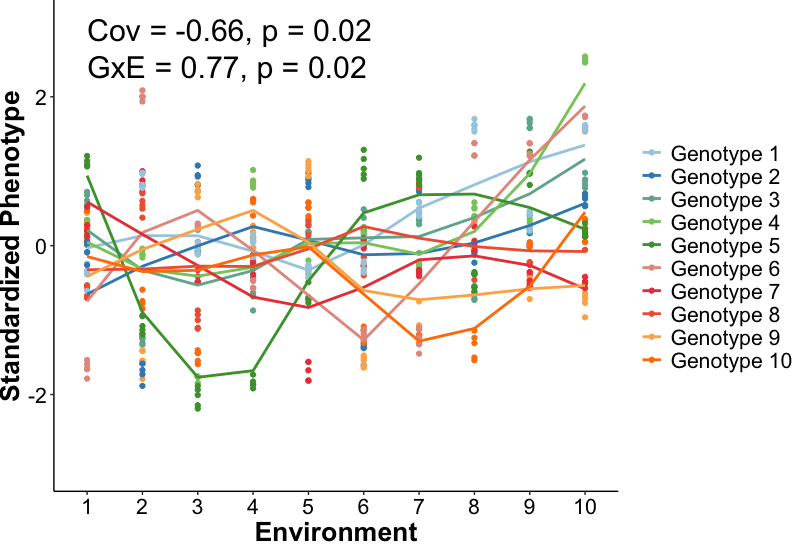 Cov = -0.66, p = 0.02
GxE = 0.77, p = 0.02
Standardized Phenotype
2
0
-2
1 2 3 4 5 6 7 8 9 10
Environment
Genotype 1
Genotype 2
Genotype 3
Genotype 4
Genotype 5
Genotype 6
Genotype 7
Genotype 8
Genotype 9
Genotype 10